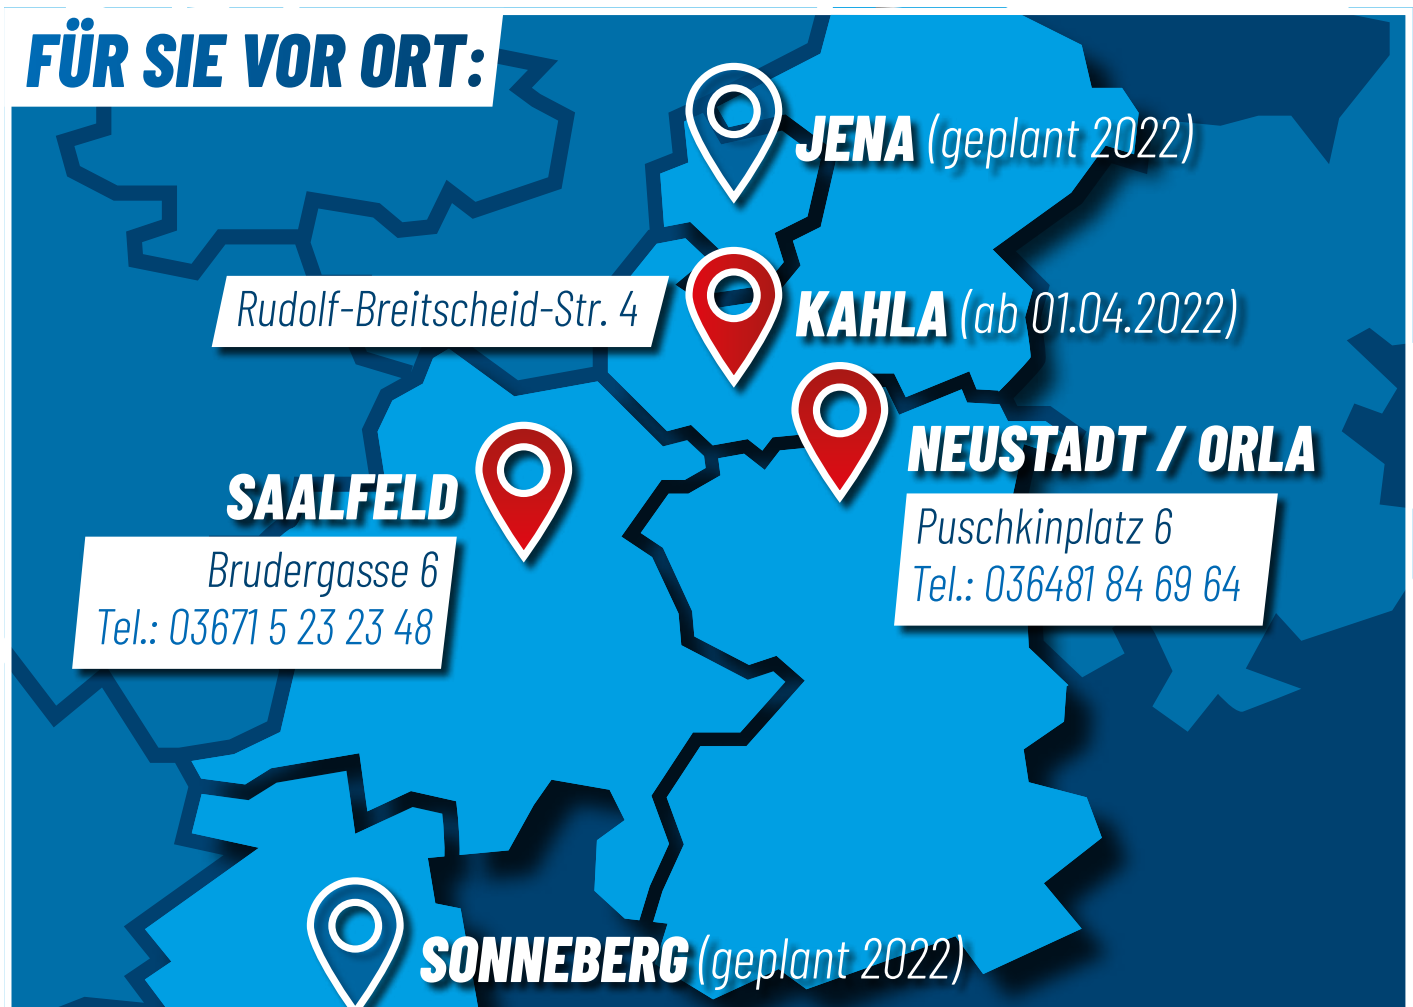 FÜR SIE VOR ORT:
JENA (geplant 2022)
Rudolf-Breitscheid-Str. 4
KAHLA (ab 01.04.2022)
NEUSTADT / ORLA
Puschkinplatz 6
Tel.: 036481 84 69 64
SAALFELD
Brudergasse 6
Tel.: 03671 5 23 23 48
SONNEBERG (geplant 2022)